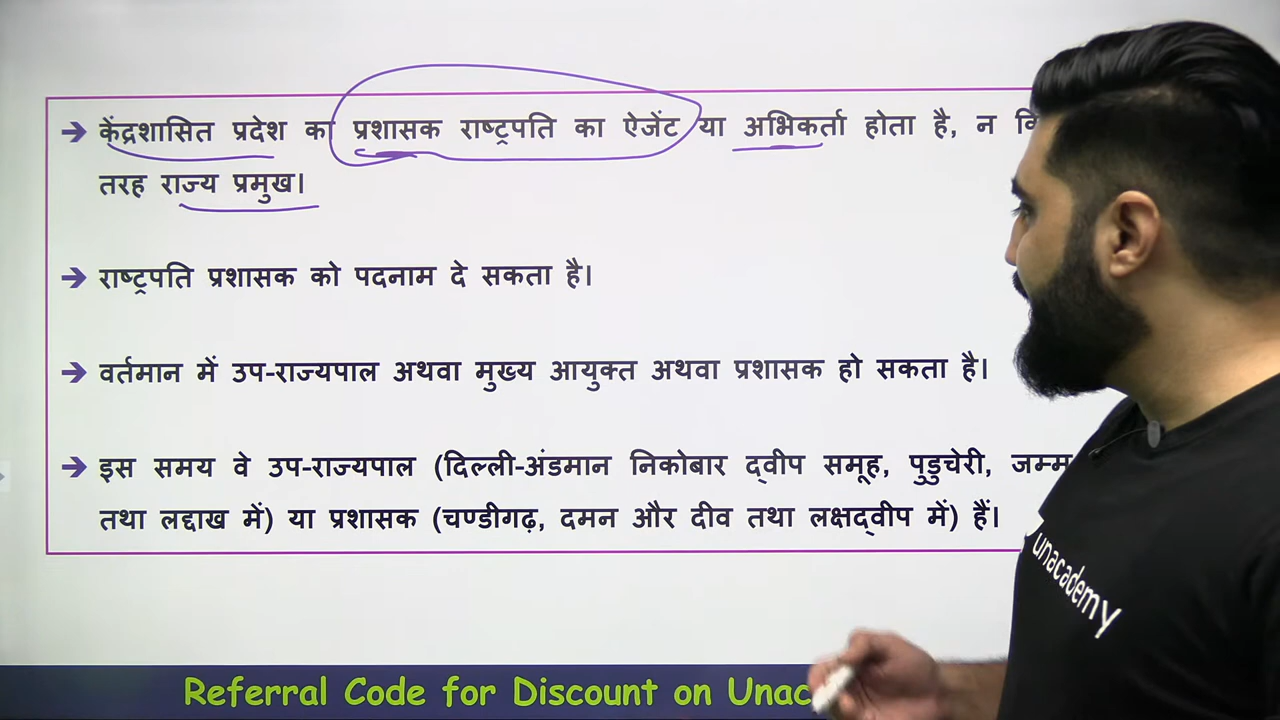 → केंद्रशासित प्रदेश का प्रशासक राष्ट्रपति का ऐजेंट या अभिकर्ता होता है, न
तरह राज्य प्रमुख।
→ राष्ट्रपति प्रशासक को पदनाम दे सकता है।
→ वर्तमान में उप-राज्यपाल अथवा मुख्य आयुक्त अथवा प्रशासक हो सकता है।
→ इस समय वे उप-राज्यपाल (दिल्ली-अंडमान निकोबार द्वीप समूह, पुडुचेरी,
तथा लद्दाख में) या प्रशासक (चण्डीगढ़, दमन और दीव तथा लक्षद्वीप में) हैं।
unacademy
Referral Code for Discount on